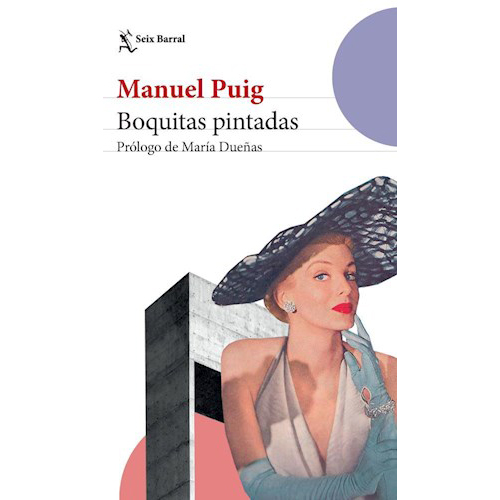 Seix Barral
Manuel Puig
Boquitas pintadas
Prólogo de María Dueñas